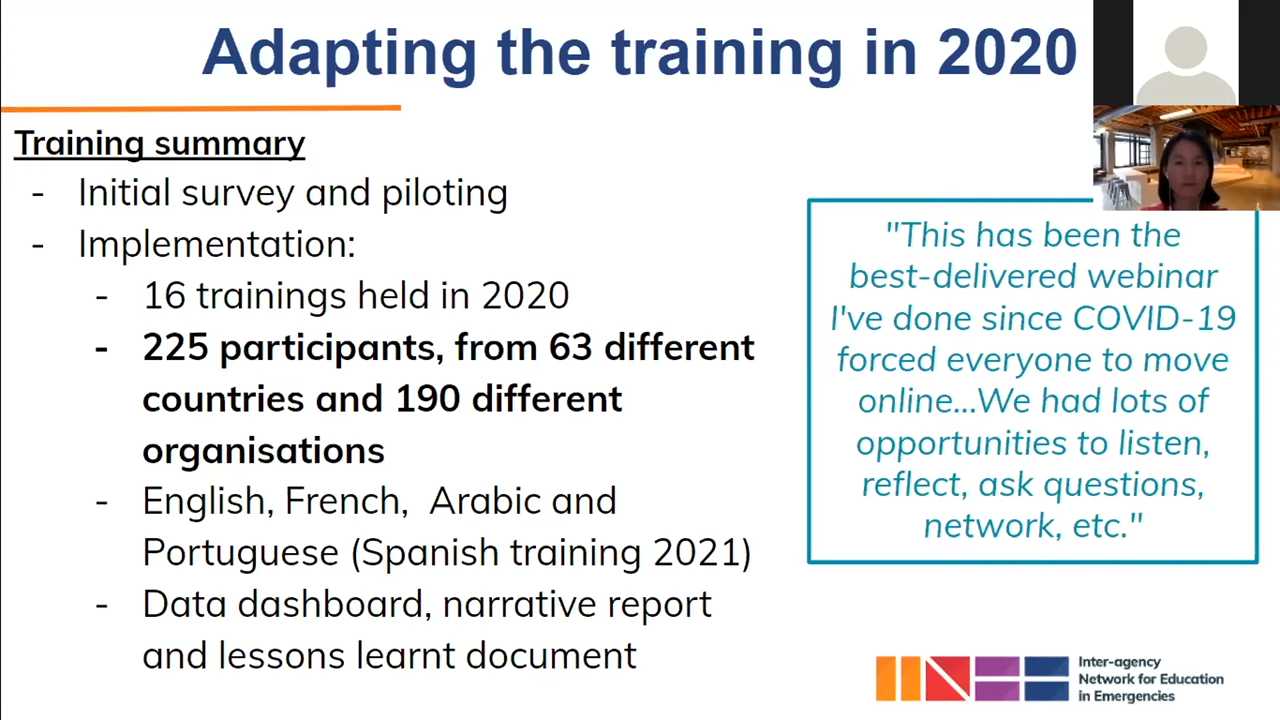 Adapting the training in 2020
Training summary
- Initial survey and piloting
- Implementation:
- 16 trainings held in 2020
- 225 participants, from 63 different
countries and 190 different
organisations
- English, French,  Arabic and
Portuguese (Spanish training 2021)
- Data dashboard, narrative report
and lessons learnt document
"This has been the
best-delivered webinar
I've done since COVID-19
forced everyone to move
online...We had lots of
opportunities to listen,
reflect, ask questions,
network, etc."
INEE
Inter-agency
Network for Education
in Emergencies